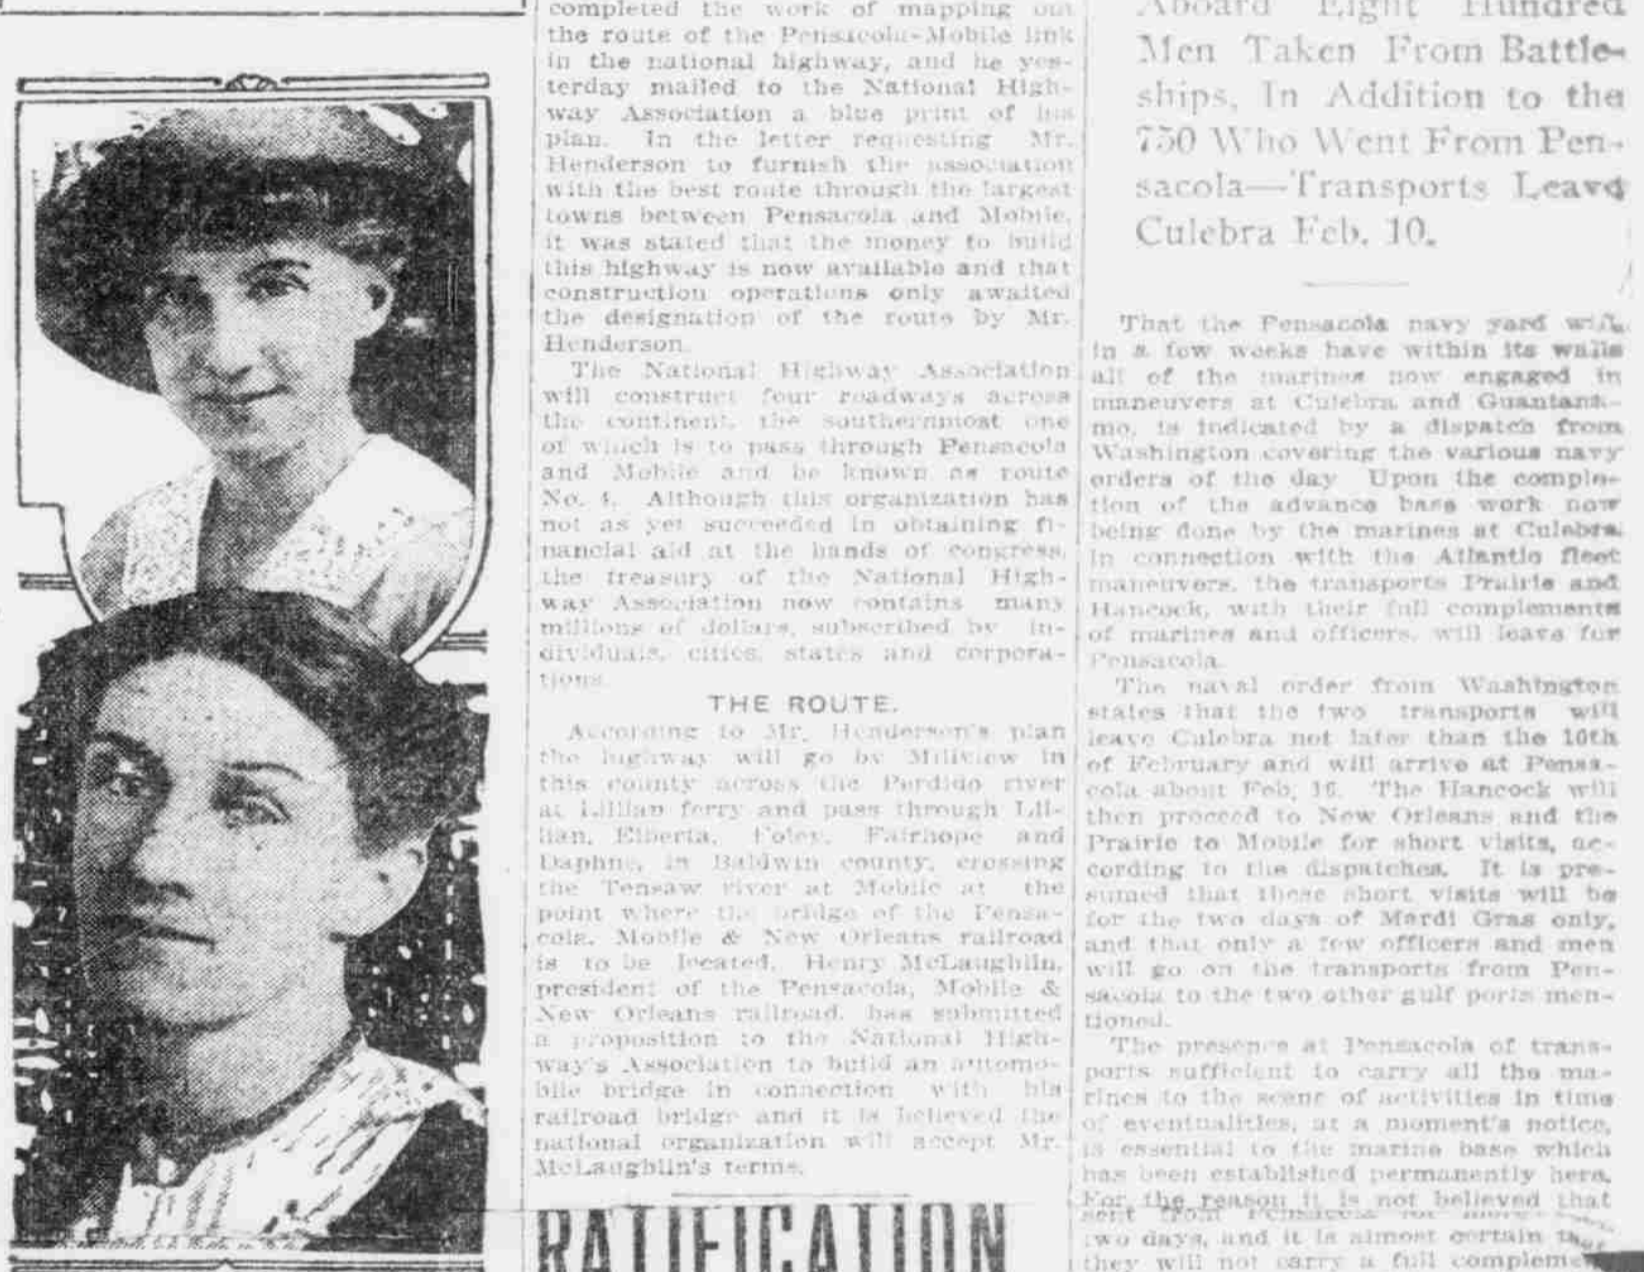 completed the work of mapping out
the route of the Pensacola-Mobile link
in the national highway, and he yes-
terday mailed to the National High-
way Association a blue print of his
plan. In the letter requesting Mr.
Henderson to furnish the association
with the best route through the largest
towns between Pensacola and Mobile,
it was stated that the money to build
this highway is now available and that
construction operations only awaited
the designation of the route by Mr.
Henderson.
The National Highway Association
will construct four roadways across
the continent, the southernmost one
of which is to pass through Pensacola
and Mobile and be known as route
No. 4. Although this organization has
not as yet succeeded in obtaining fi-
nancial aid at the hands of congress,
the treasury of the National High-
way Association now contains many
millions of dollars, subscribed by in-
dividuals, cities, states and corpora-
tions.
THE ROUTE.
According to Mr. Henderson's plan
the highway will go by Millview in
this county across the Perdido river
at Lillian ferry and pass through Lil-
lian, Elberta, Foley, Fairhope and
Daphne, in Baldwin county, crossing
the Tensaw river at Mobile at the
point where the bridge of the Pensa-
cola, Mobile & New Orleans railroad
is to be located. Henry McLaughlin,
president of the Pensacola, Mobile &
New Orleans railroad, has submitted
a proposition to the National High-
way's Association to build an automo-
bile bridge in connection with his
railroad bridge and it is believed the
national organization will accept Mr.
McLaughlin's terms.
RATIFICATION
Aboard Eight Hundred
Men Taken From Battle-
ships, In Addition to the
750 Who Went From Pen-
sacola—Transports Leave
Culebra Feb. 10.
That the Pensacola navy yard will
in a few weeks have within its walls
all of the marines now engaged in
maneuvers at Culebra and Guantana-
mo, is indicated by a dispatch from
Washington covering the various navy
orders of the day Upon the comple-
tion of the advance base work now
being done by the marines at Culebra
in connection with the Atlantic fleet
maneuvers, the transports Prairie and
Hancock, with their full complements
of marines and officers, will leave for
Pensacola.
The naval order from Washington
states that the two transports will
leave Culebra not later than the 10th
of February and will arrive at Pensa-
cola about Feb. 16. The Hancock will
then proceed to New Orleans and the
Prairie to Mobile for short visits, ac-
cording to the dispatches. It is pre-
sumed that these short visits will be
for the two days of Mardi Gras only,
and that only a few officers and men
will go on the transports from Pen-
sacola to the two other gulf ports men-
tioned.
The presence at Pensacola of trans-
ports sufficient to carry all the ma-
rines to the scene of activities in time
of eventualities, at a moment's notice,
is essential to the marine base which
has been established permanently here.
For the reason it is not believed that
sent from Pensacola for
two days, and it is almost certain that
they will not carry a full complement